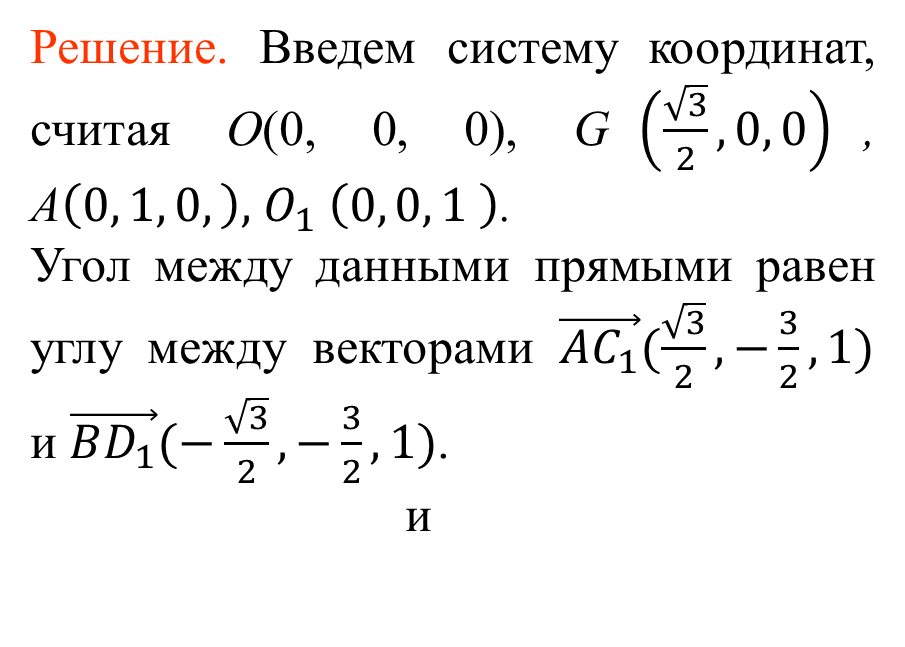 Решение. Введем систему координат,
считая O(0, 0, 0), G (√3/2, 0, 0) ,
A(0, 1, 0, ), O₁ (0,0,1 ).
Угол между данными прямыми равен
углу между векторами \overrightarrow{AC₁}(√3/2, −3/2, 1)
и \overrightarrow{BD₁}(−√3/2, −3/2, 1).
и